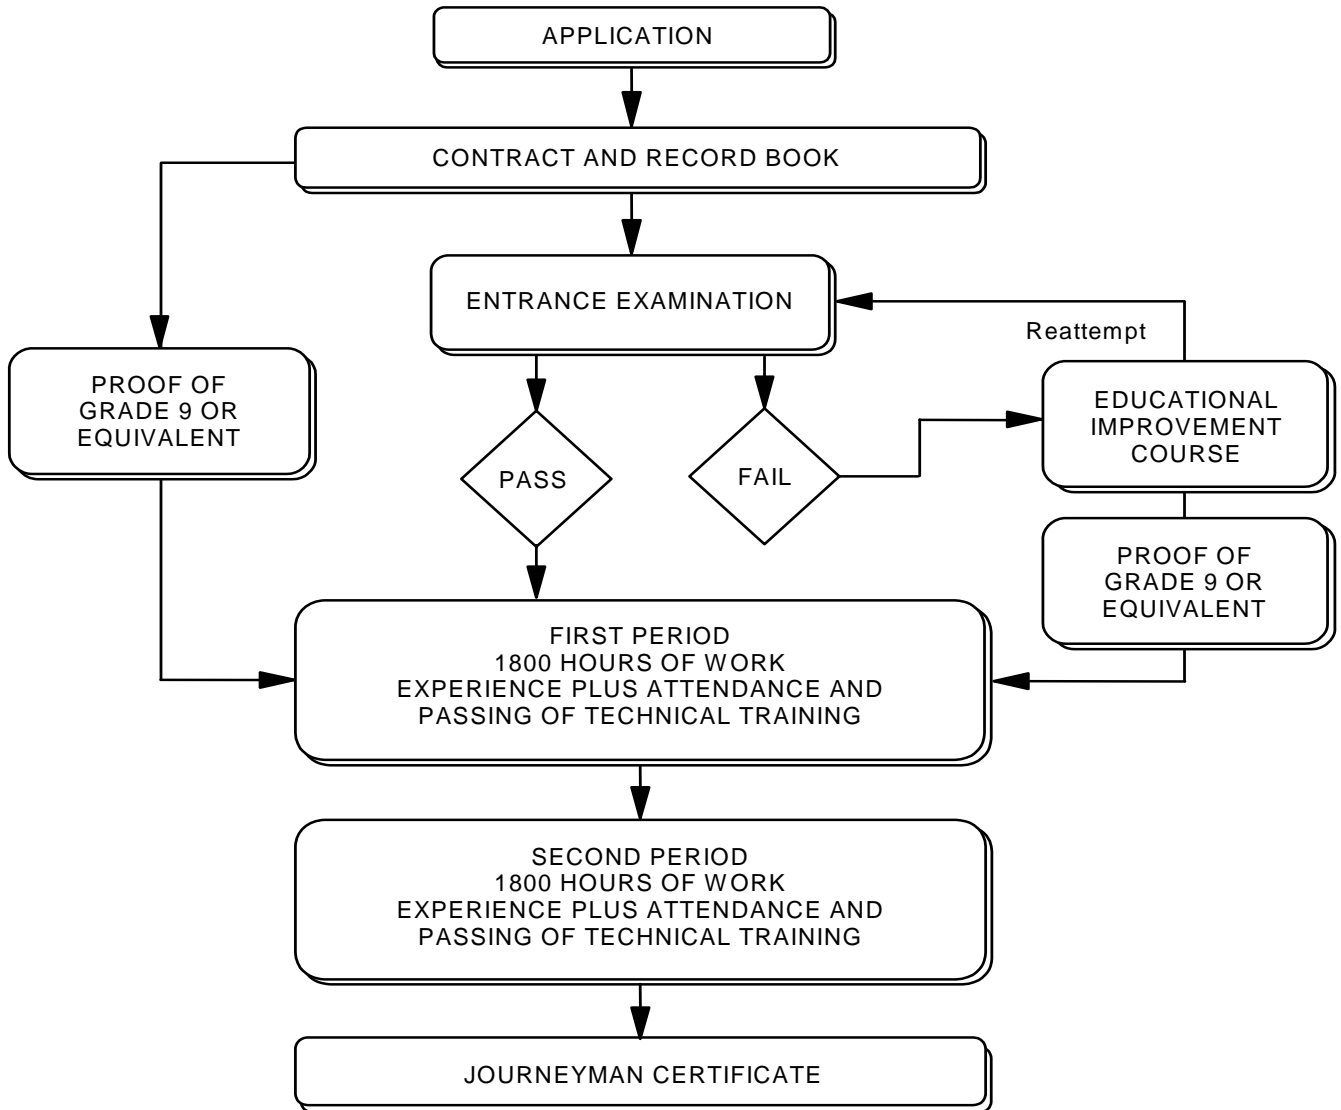 APPLICATION
CONTRACT AND RECORD BOOK
ENTRANCE EXAMINATION
Reattempt
PROOF OF
GRADE 9 OR
EQUIVALENT
EDUCATIONAL
IMPROVEMENT
COURSE
PASS
FAIL
PROOF OF
GRADE 9 OR
EQUIVALENT
FIRST PERIOD
1800 HOURS OF WORK
EXPERIENCE PLUS ATTENDANCE AND
PASSING OF TECHNICAL TRAINING
SECOND PERIOD
1800 HOURS OF WORK
EXPERIENCE PLUS ATTENDANCE AND
PASSING OF TECHNICAL TRAINING
JOURNEYMAN CERTIFICATE